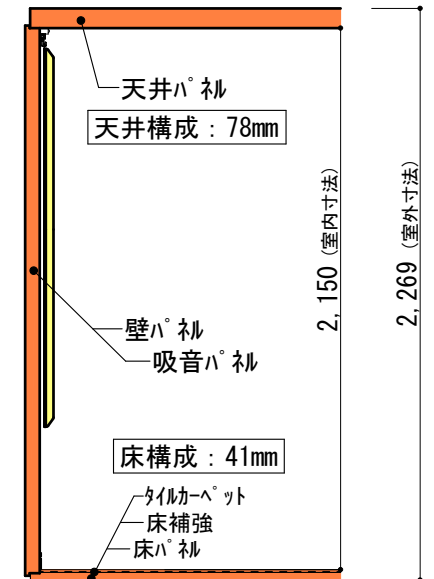 天井ﾊﾟﾈﾙ
天井構成：78mm
2,150 (室内寸法)
2,269 (室外寸法)
壁ﾊﾟﾈﾙ
吸音ﾊﾟﾈﾙ
床構成：41mm
ﾀｲﾙｶｰﾍﾟｯﾄ
床補強
床ﾊﾟﾈﾙ